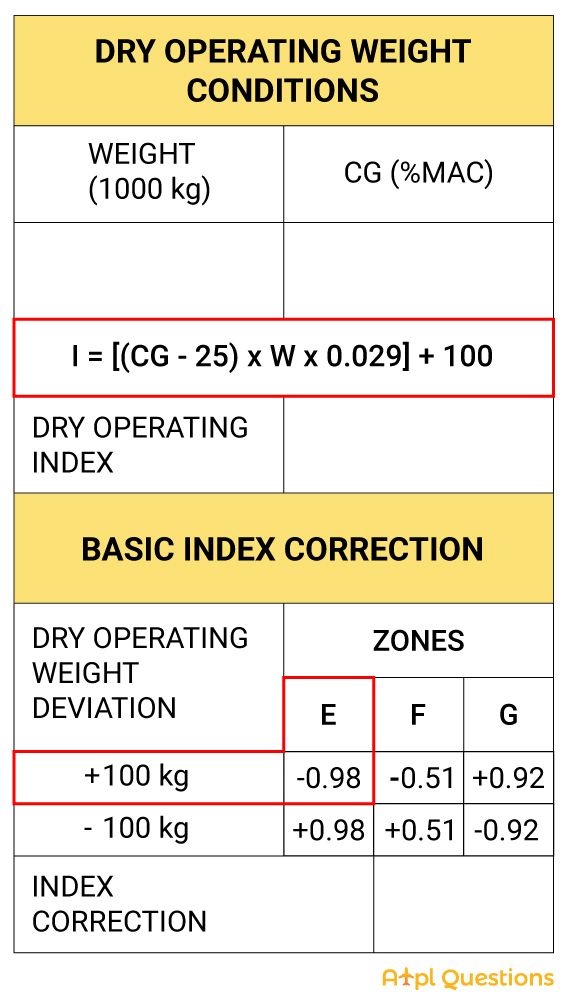 DRY OPERATING WEIGHT
CONDITIONS
WEIGHT
(1000 kg)
CG (%MAC)
I = [(CG - 25) x W x 0.029] + 100
DRY OPERATING
INDEX
BASIC INDEX CORRECTION
DRY OPERATING
WEIGHT
DEVIATION
ZONES
E F G
+100 kg -0.98 -0.51 +0.92
- 100 kg +0.98 +0.51 -0.92
INDEX
CORRECTION
Atpl Questions